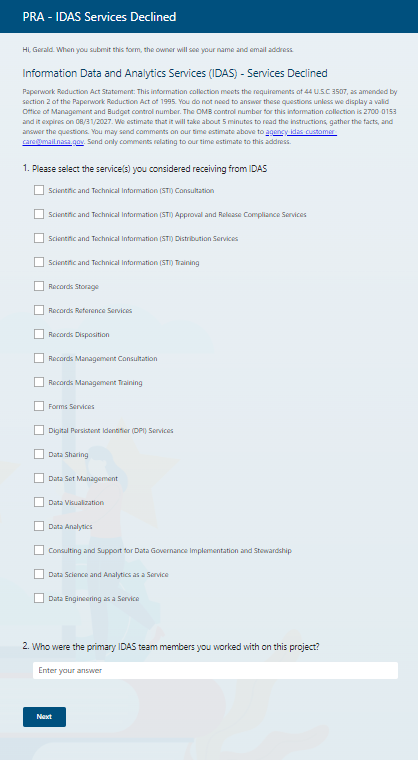 PRA - IDAS Services Declined
Hi, Gerald. When you submit this form, the owner will see your name and email address.
Information Data and Analytics Services (IDAS) - Services Declined
Paperwork Reduction Act Statement: This information collection meets the requirements of 44 U.S.C 3507, as amended by
section 2 of the Paperwork Reduction Act of 1995. You do not need to answer these questions unless we display a valid
Office of Management and Budget control number. The OMB control number for this information collection is 2700-0153
and it expires on 08/31/2027. We estimate that it will take about 5 minutes to read the instructions, gather the facts, and
answer the questions. You may send comments on our time estimate above to agency-idas-customer-
care@mail.nasa.gov. Send only comments relating to our time estimate to this address.
1. Please select the service(s) you considered receiving from IDAS
Scientific and Technical Information (STI) Consultation
Scientific and Technical Information (STI) Approval and Release Compliance Services
Scientific and Technical Information (STI) Distribution Services
Scientific and Technical Information (STI) Training
Records Storage
Records Reference Services
Records Disposition
Records Management Consultation
Records Management Training
Forms Services
Digital Persistent Identifier (DPI) Services
Data Sharing
Data Set Management
Data Visualization
Data Analytics
Consulting and Support for Data Governance Implementation and Stewardship
Data Science and Analytics as a Service
Data Engineering as a Service
2. Who were the primary IDAS team members you worked with on this project?
Enter your answer
Next